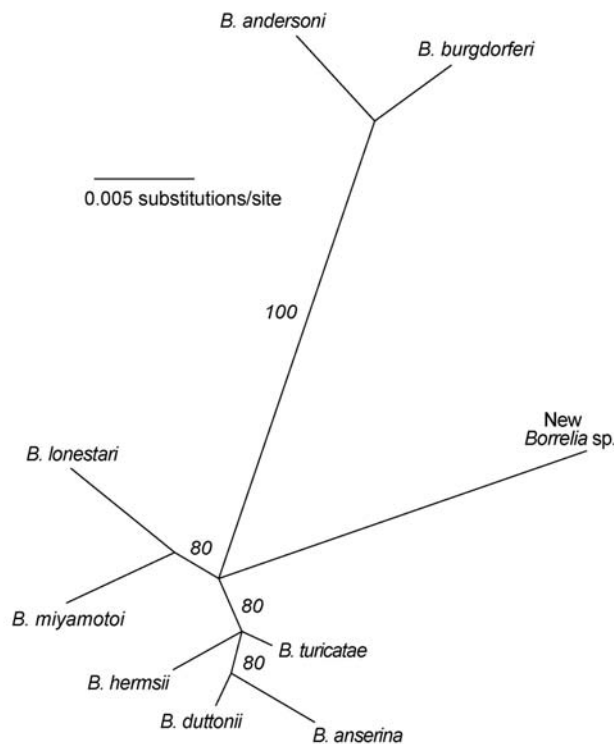 B. andersoni
B. burgdorferi
0.005 substitutions/site
100
New
Borrelia sp.
B. lonestari
80
B. miyamotoi
80
B. turicatae
80
B. hermsii
B. duttonii
B. anserina